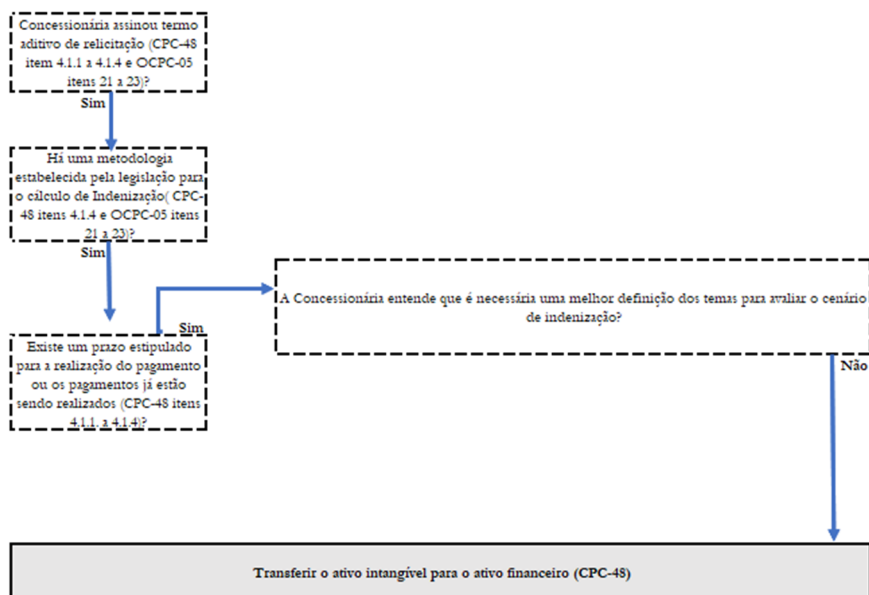 Concessionária assinou termo
aditivo de relicitação (CPC-48
item 4.1.1 a 4.1.4 e OCPC-05
itens 21 a 23)?
Sim
Há uma metodologia
estabelecida pela legislação para
o cálculo de Indenização( CPC-
48 itens 4.1.4 e OCPC-05 itens
21 a 23)?
Sim
A Concessionária entende que é necessária uma melhor definição dos temas para avaliar o cenário
de indenização?
Sim
Existe um prazo estipulado
para a realização do pagamento
ou os pagamentos já estão
sendo realizados (CPC-48 itens
4.1.1. a 4.1.4)?
Não
Transferir o ativo intangível para o ativo financeiro (CPC-48)